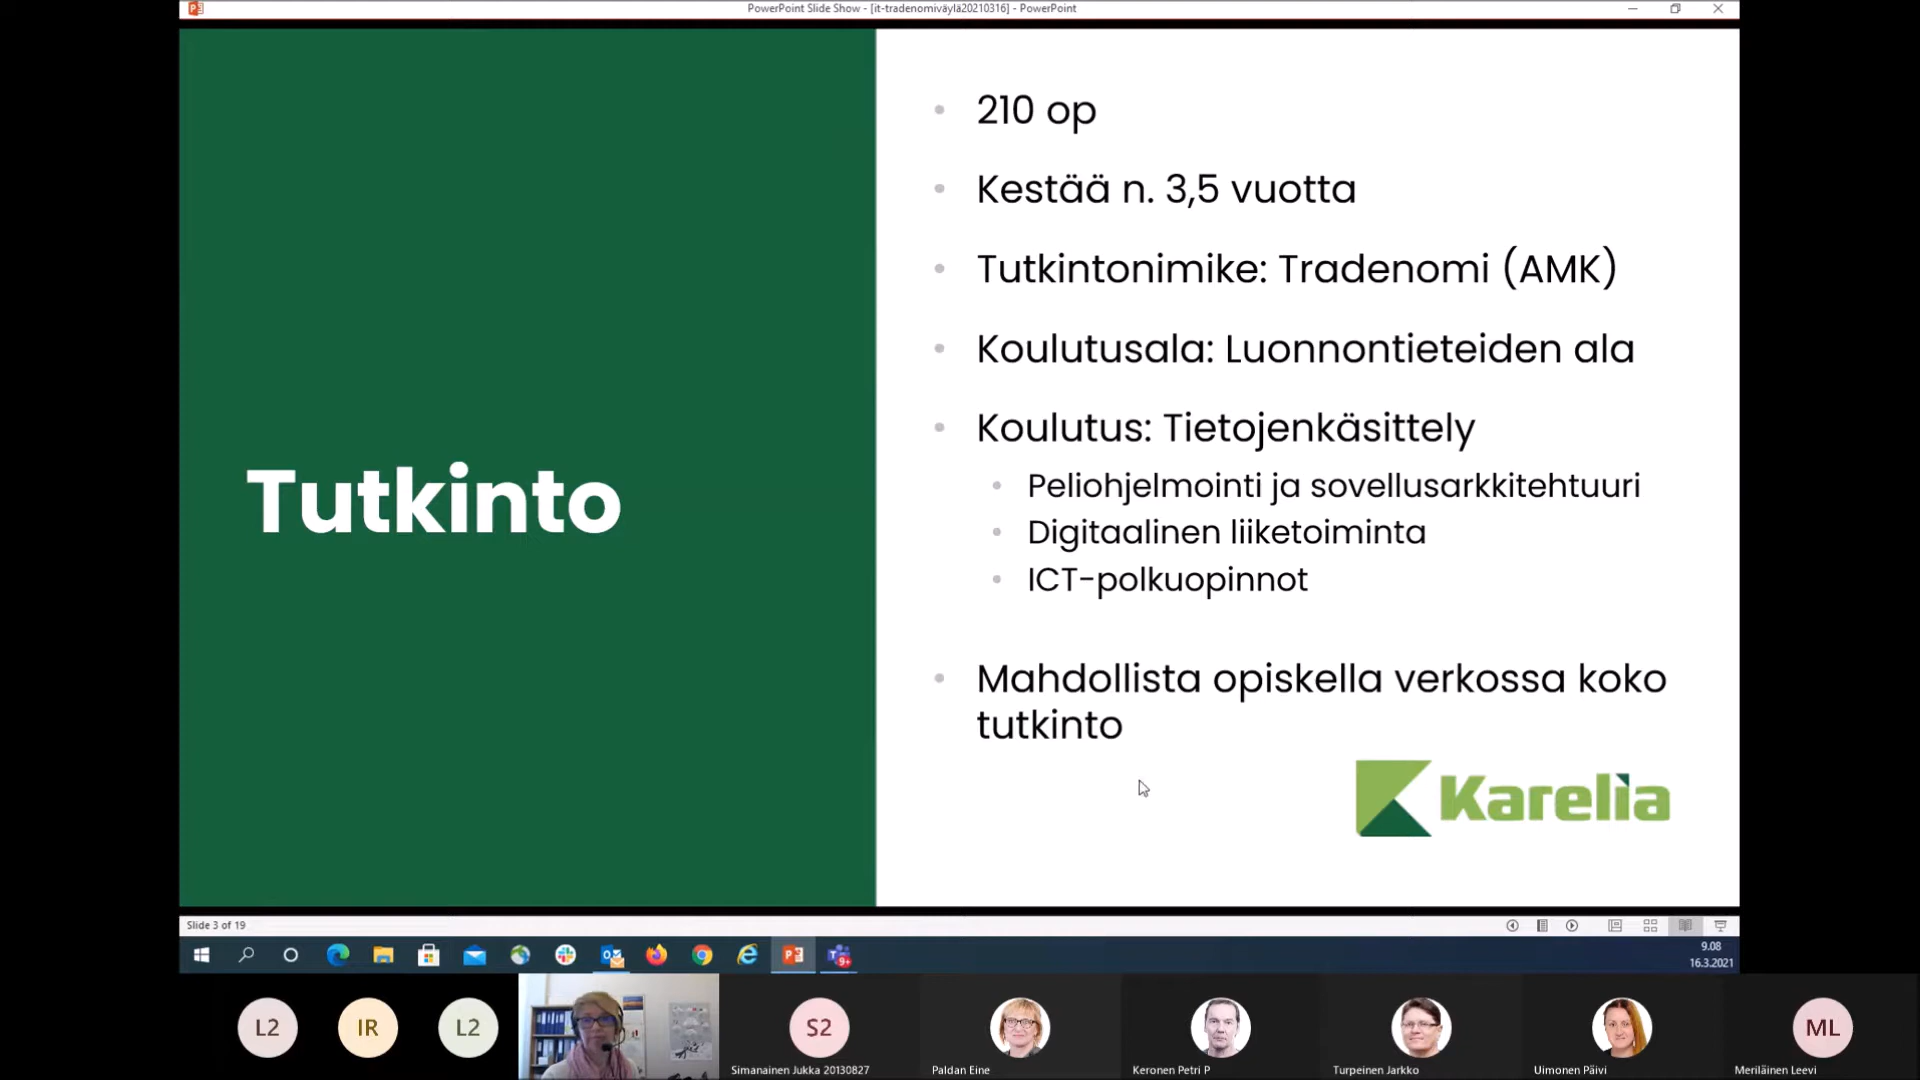 PowerPoint Slide Show - [it-tradenomiväylä20210316] - PowerPoint
Tutkinto
210 op
Kestää n. 3,5 vuotta
Tutkintonimike: Tradenomi (AMK)
Koulutusala: Luonnontieteiden ala
Koulutus: Tietojenkäsittely
Peliohjelmointi ja sovellusarkkitehtuuri
Digitaalinen liiketoiminta
ICT-polkuopinnot
Mahdollista opiskella verkossa koko
tutkinto
Karelia
Slide 3 of 19
9+
9.08
16.3.2021
L2
IR
L2
S2
ML
Simanainen Jukka 20130827
Paldan Eine
Keronen Petri P
Turpeinen Jarkko
Uimonen Päivi
Meriläinen Leevi